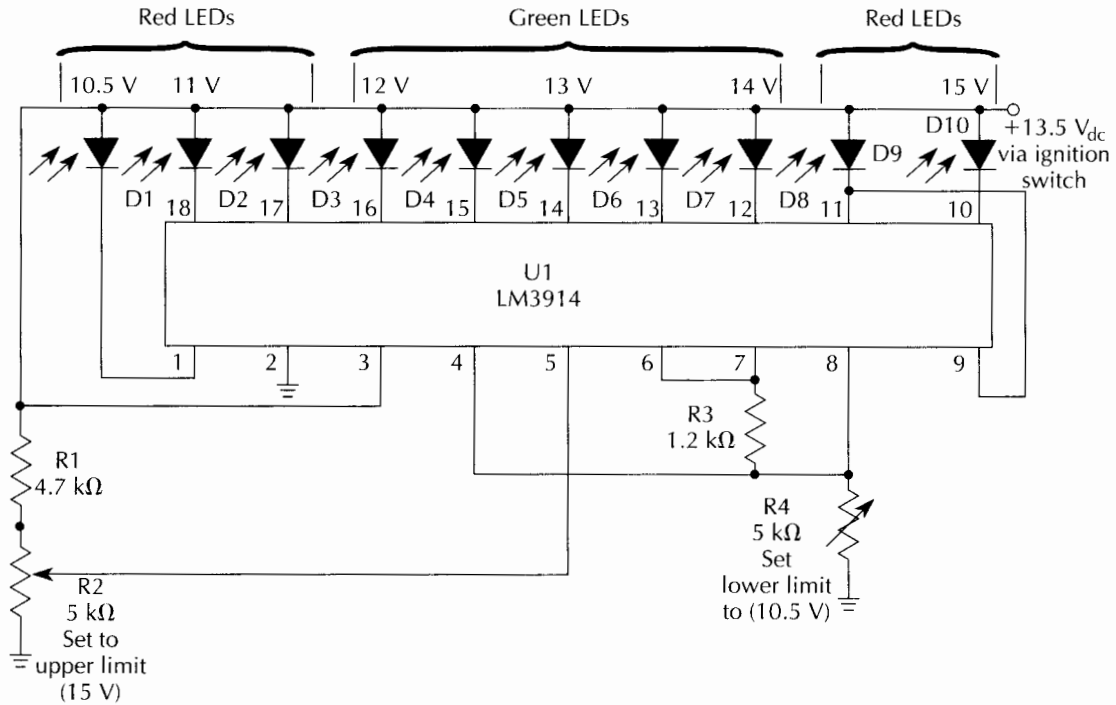 Red LEDs
Green LEDs
Red LEDs
10.5 V
11 V
12 V
13 V
14 V
15 V
D10
+13.5 Vdc
via ignition
switch
D1
D2
D3
D4
D5
D6
D7
D8
D9
18
17
16
15
14
13
12
11
10
U1
LM3914
1
2
3
4
5
6
7
8
9
R1
4.7 kΩ
R3
1.2 kΩ
R2
5 kΩ
Set to
upper limit
(15 V)
R4
5 kΩ
Set
lower limit
to (10.5 V)